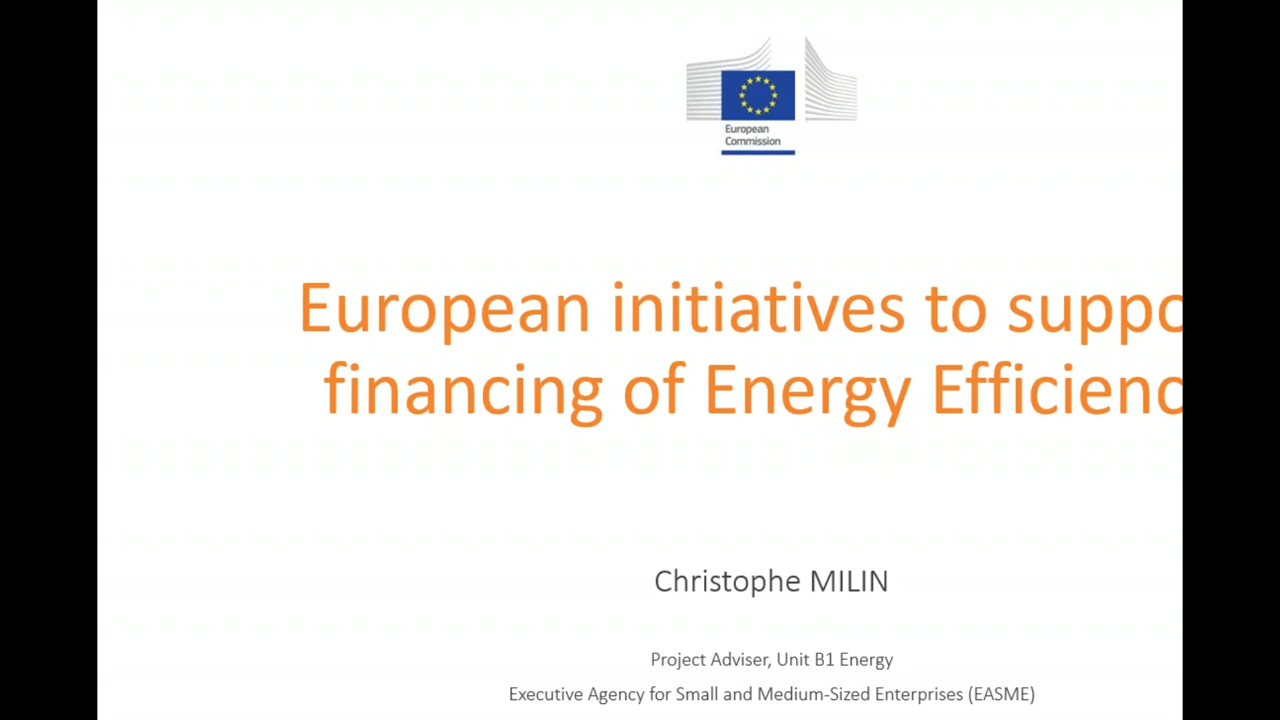 European
Commission
European initiatives to suppo
financing of Energy Efficienc
Christophe MILIN
Project Adviser, Unit B1 Energy
Executive Agency for Small and Medium-Sized Enterprises (EASME)